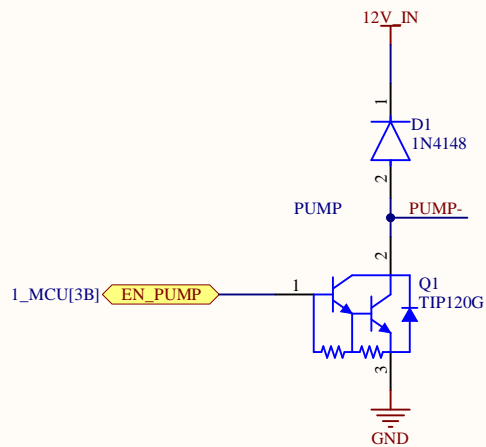 12V_IN
1
D1
1N4148
2
PUMP
PUMP-
2
1_MCU[3B]
EN_PUMP
1
Q1
TIP120G
3
GND